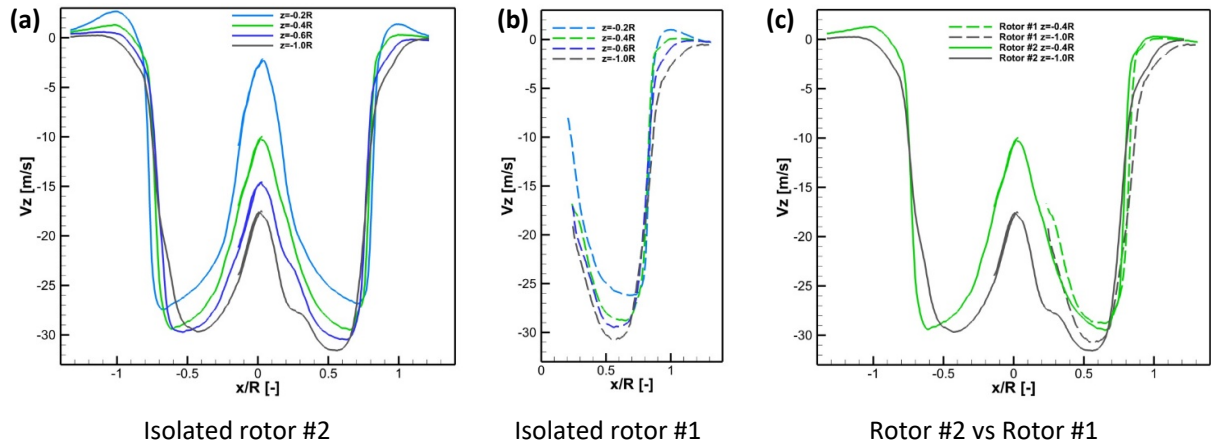 (a)
z=-0.2R
z=-0.4R
z=-0.6R
z=-1.0R
0
-5
-10
-15
-20
-25
-30
Vz [m/s]
-1
-0.5
0
0.5
1
x/R [-]
Isolated rotor #2
(b)
z=-0.2R
z=-0.4R
z=-0.6R
z=-1.0R
0
-5
-10
-15
-20
-25
-30
Vz [m/s]
0
0.5
1
x/R [-]
Isolated rotor #1
(c)
Rotor #1 z=-0.4R
Rotor #1 z=-1.0R
Rotor #2 z=-0.4R
Rotor #2 z=-1.0R
0
-5
-10
-15
-20
-25
-30
Vz [m/s]
-1
-0.5
0
0.5
1
x/R [-]
Rotor #2 vs Rotor #1